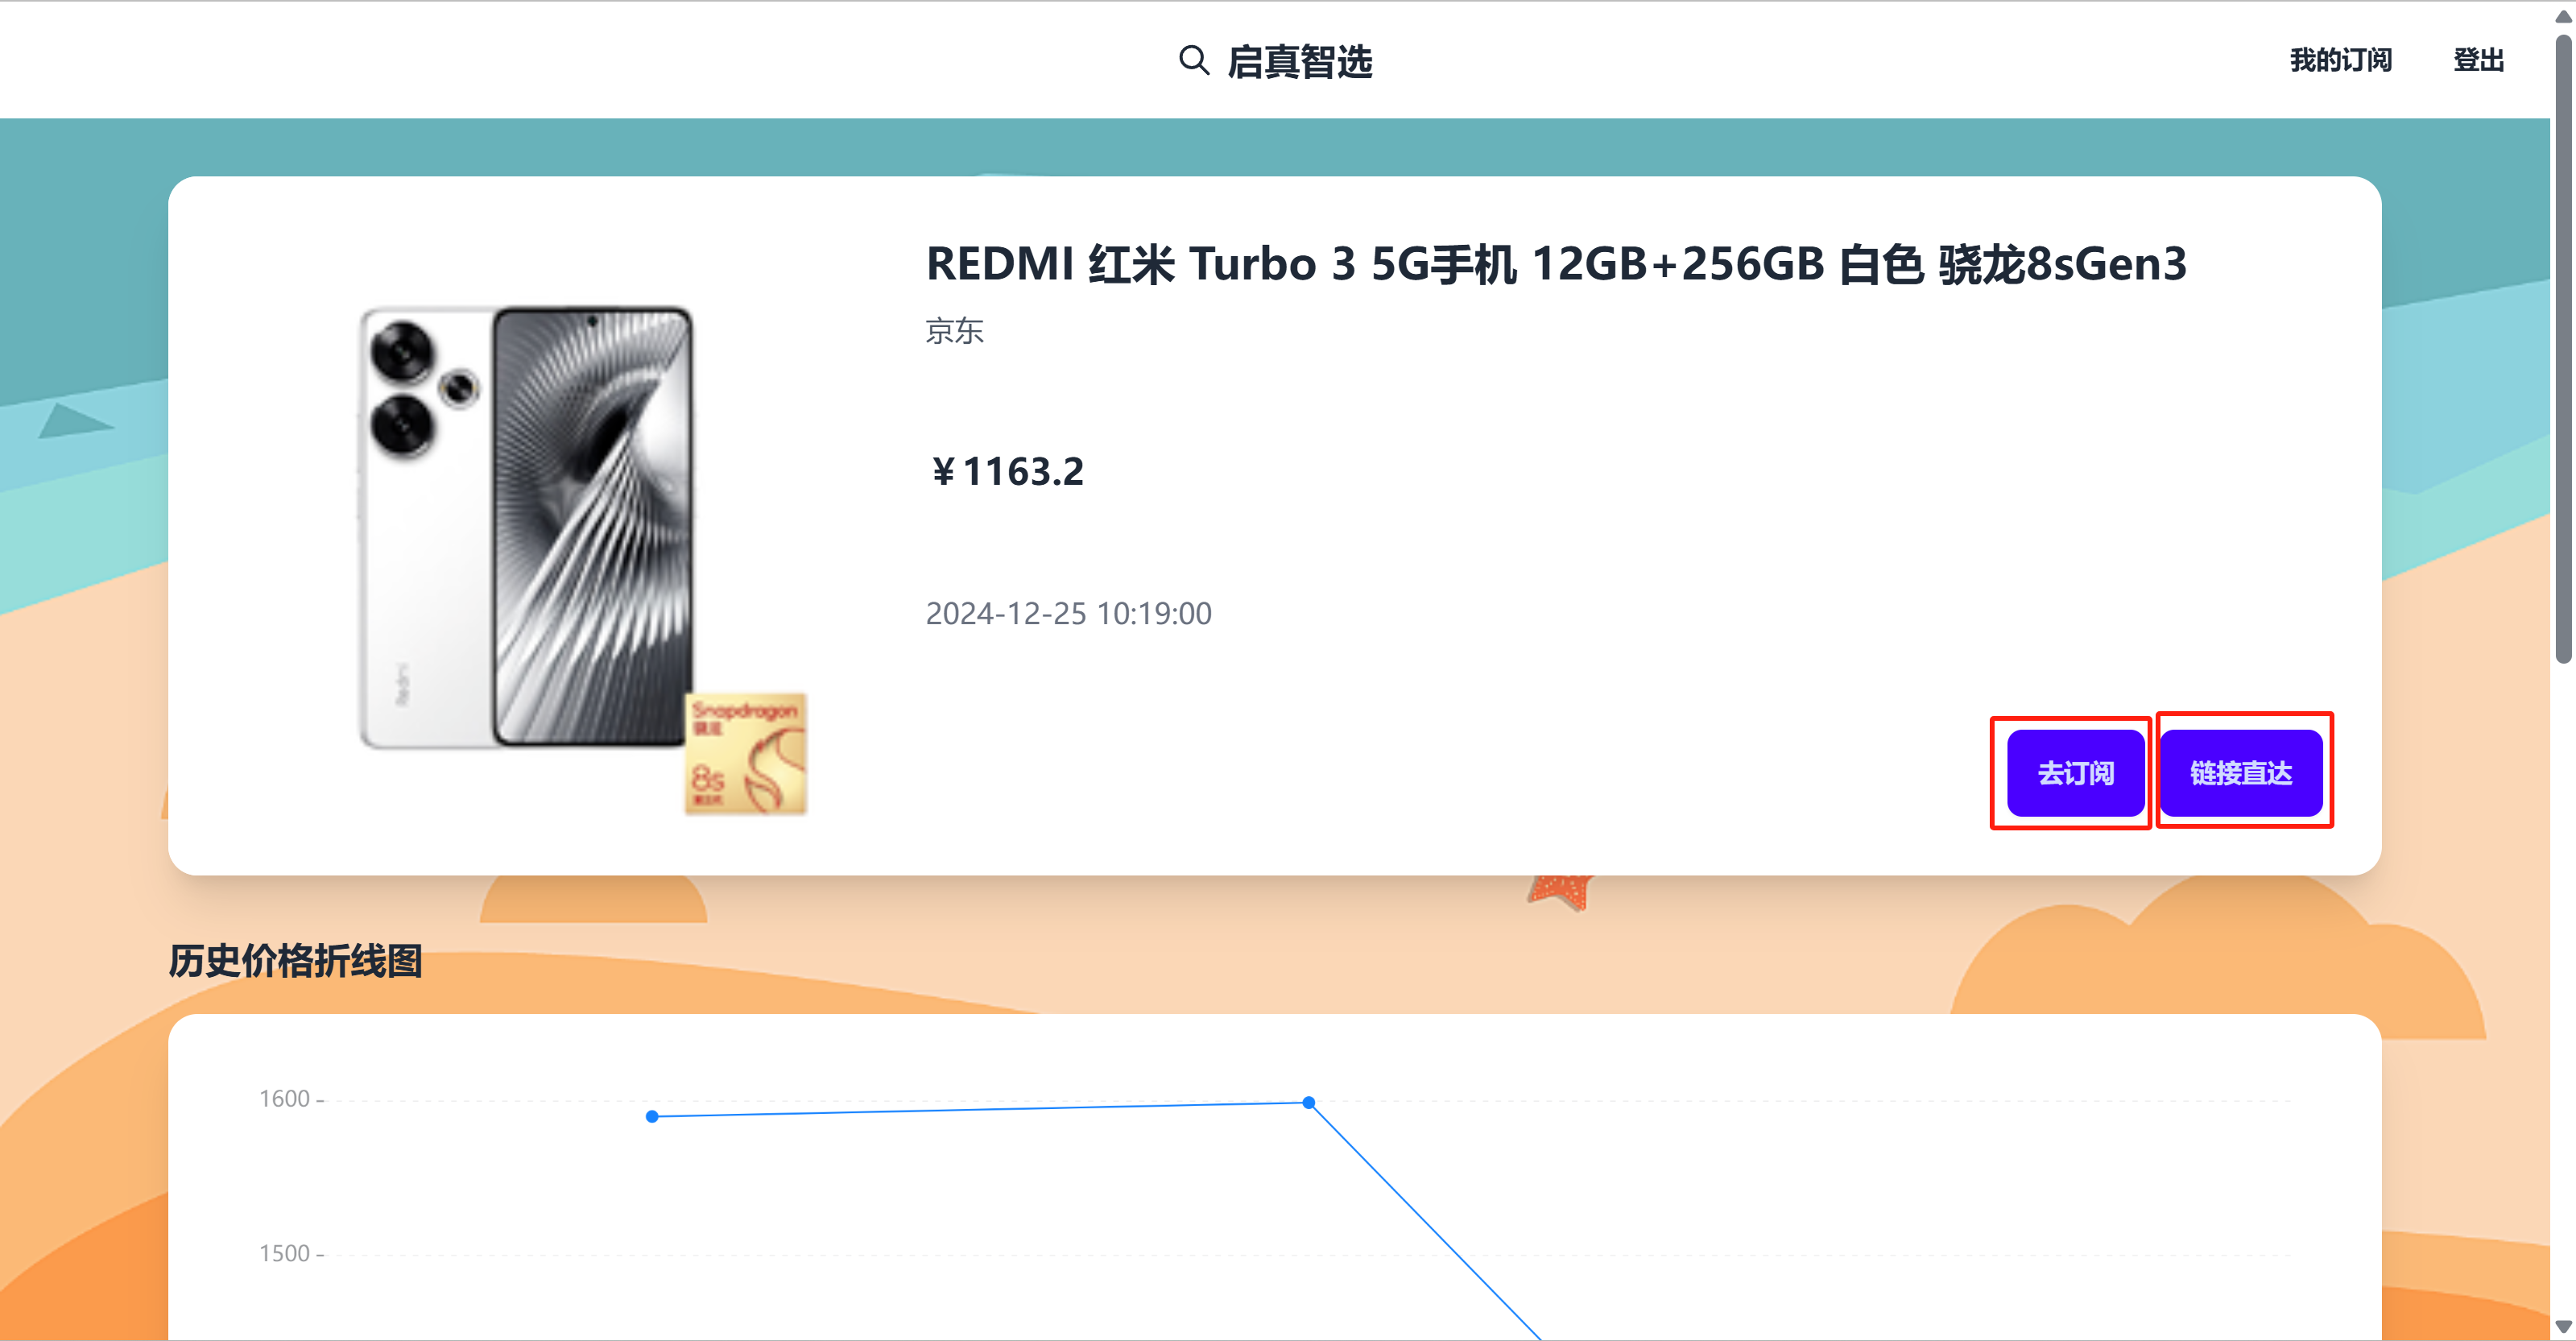 启真智选
我的订阅
登出
REDMI 红米 Turbo 3 5G手机 12GB+256GB 白色 骁龙8sGen3
京东
￥1163.2
2024-12-25 10:19:00
Redmi
Snapdragon
骁龙
8s
去订阅
链接直达
历史价格折线图
1600
1500